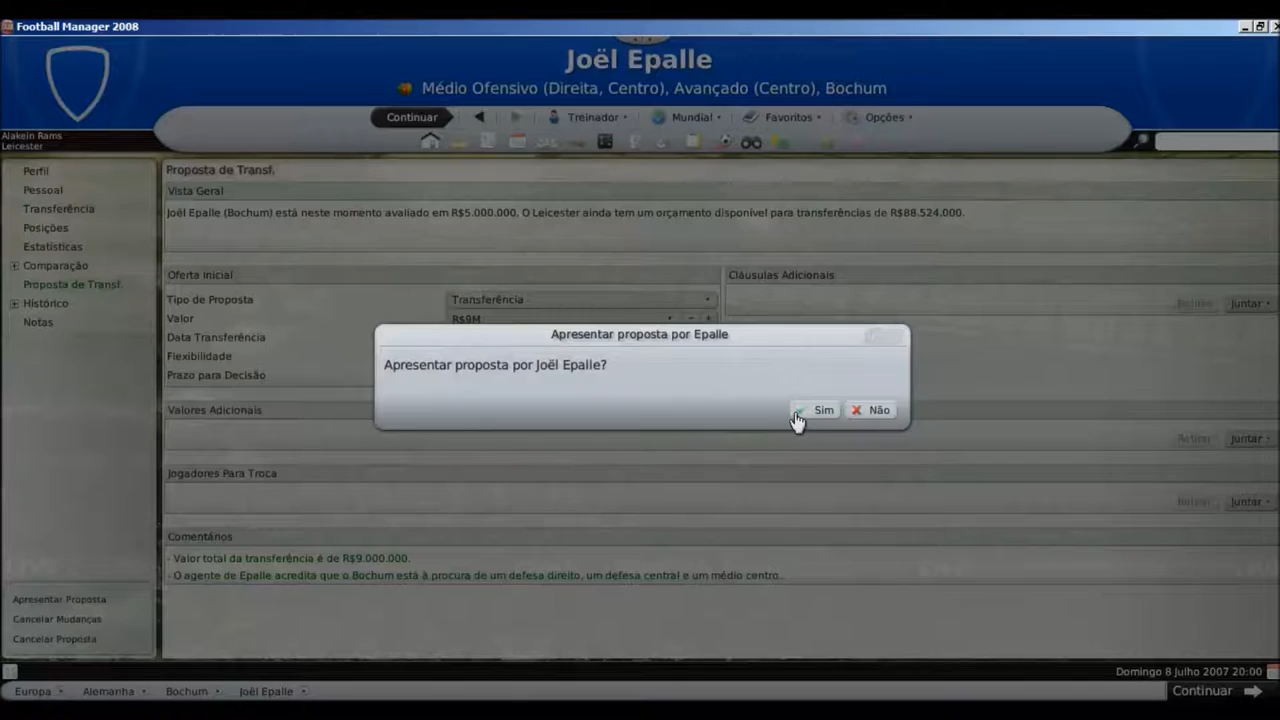 Football Manager 2008
Joël Epalle
Médio Ofensivo (Direita, Centro), Avançado (Centro), Bochum
Continuar
Treinador
Mundial
Favoritos
Opções
Alakein Rams
Leicester
Perfil
Pessoal
Transferência
Posições
Estatísticas
Comparação
Proposta de Transf.
Histórico
Notas
Proposta de Transf.
Vista Geral
Joël Epalle (Bochum) está neste momento avaliado em R$5.000.000. O Leicester ainda tem um orçamento disponível para transferências de R$88.524.000.
Oferta Inicial
Cláusulas Adicionais
Tipo de Proposta
Transferência
Retirar
Juntar
Valor
R$9M
Data Transferência
Flexibilidade
Prazo para Decisão
Apresentar proposta por Epalle
Apresentar proposta por Joël Epalle?
Sim
Não
Valores Adicionais
Retirar
Juntar
Jogadores Para Troca
Retirar
Juntar
Comentários
- Valor total da transferência é de R$9.000.000.
- O agente de Epalle acredita que o Bochum está à procura de um defesa direito, um defesa central e um médio centro.
Apresentar Proposta
Cancelar Mudanças
Cancelar Proposta
Domingo 8 Julho 2007 20:00
Europa
Alemanha
Bochum
Joël Epalle
Continuar